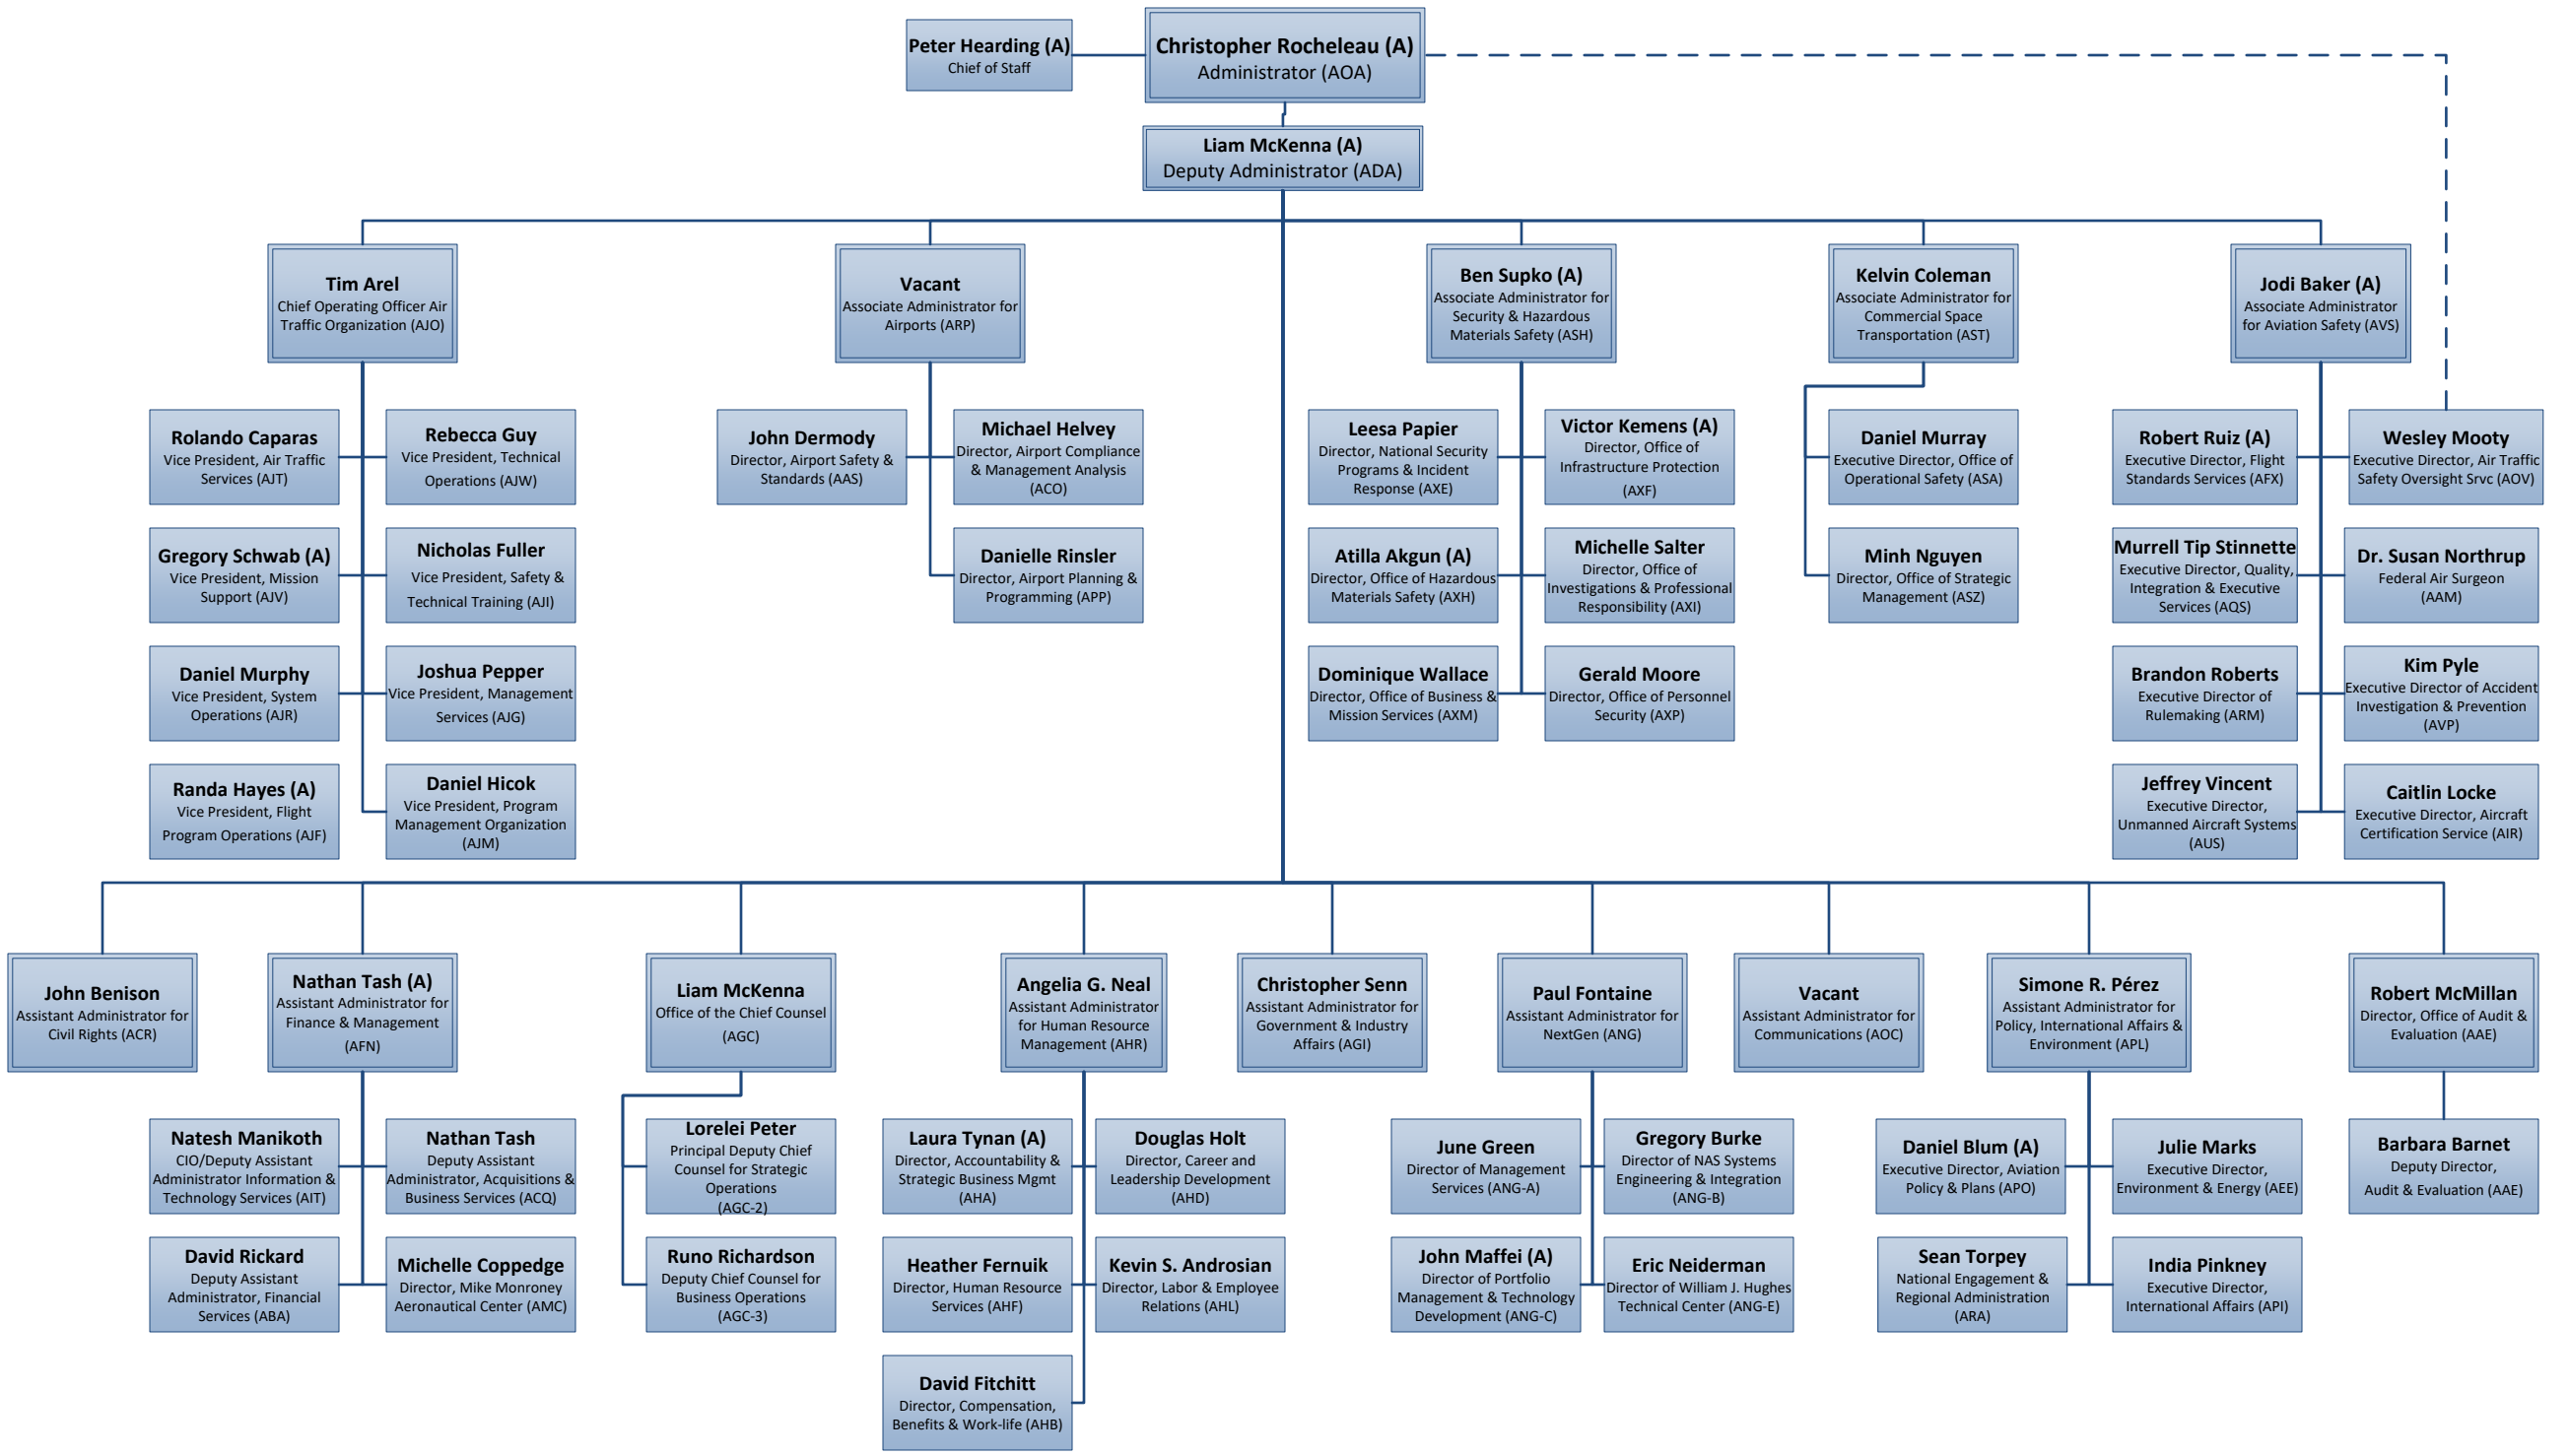 Peter Hearding (A)
Chief of Staff
Christopher Rocheleau (A)
Administrator (AOA)
Liam McKenna (A)
Deputy Administrator (ADA)
Tim Arel
Chief Operating Officer Air
Traffic Organization (AJO)
Vacant
Associate Administrator for
Airports (ARP)
Ben Supko (A)
Associate Administrator for
Security & Hazardous
Materials Safety (ASH)
Kelvin Coleman
Associate Administrator for
Commercial Space
Transportation (AST)
Jodi Baker (A)
Associate Administrator
for Aviation Safety (AVS)
Rolando Caparas
Vice President, Air Traffic
Services (AJT)
Rebecca Guy
Vice President, Technical
Operations (AJW)
John Dermody
Director, Airport Safety &
Standards (AAS)
Michael Helvey
Director, Airport Compliance
& Management Analysis
(ACO)
Leesa Papier
Director, National Security
Programs & Incident
Response (AXE)
Victor Kemens (A)
Director, Office of
Infrastructure Protection
(AXF)
Daniel Murray
Executive Director, Office of
Operational Safety (ASA)
Robert Ruiz (A)
Executive Director, Flight
Standards Services (AFX)
Wesley Mooty
Executive Director, Air Traffic
Safety Oversight Srvc (AOV)
Gregory Schwab (A)
Vice President, Mission
Support (AJV)
Nicholas Fuller
Vice President, Safety &
Technical Training (AJI)
Danielle Rinsler
Director, Airport Planning &
Programming (APP)
Atilla Akgun (A)
Director, Office of Hazardous
Materials Safety (AXH)
Michelle Salter
Director, Office of
Investigations & Professional
Responsibility (AXI)
Minh Nguyen
Director, Office of Strategic
Management (ASZ)
Murrell Tip Stinnette
Executive Director, Quality,
Integration & Executive
Services (AQS)
Dr. Susan Northrup
Federal Air Surgeon
(AAM)
Daniel Murphy
Vice President, System
Operations (AJR)
Joshua Pepper
Vice President, Management
Services (AJG)
Dominique Wallace
Director, Office of Business &
Mission Services (AXM)
Gerald Moore
Director, Office of Personnel
Security (AXP)
Brandon Roberts
Executive Director of
Rulemaking (ARM)
Kim Pyle
Executive Director of Accident
Investigation & Prevention
(AVP)
Randa Hayes (A)
Vice President, Flight
Program Operations (AJF)
Daniel Hicok
Vice President, Program
Management Organization
(AJM)
Jeffrey Vincent
Executive Director,
Unmanned Aircraft Systems
(AUS)
Caitlin Locke
Executive Director, Aircraft
Certification Service (AIR)
John Benison
Assistant Administrator for
Civil Rights (ACR)
Nathan Tash (A)
Assistant Administrator for
Finance & Management
(AFN)
Liam McKenna
Office of the Chief Counsel
(AGC)
Angelia G. Neal
Assistant Administrator
for Human Resource
Management (AHR)
Christopher Senn
Assistant Administrator for
Government & Industry
Affairs (AGI)
Paul Fontaine
Assistant Administrator for
NextGen (ANG)
Vacant
Assistant Administrator for
Communications (AOC)
Simone R. Pérez
Assistant Administrator for
Policy, International Affairs &
Environment (APL)
Robert McMillan
Director, Office of Audit &
Evaluation (AAE)
Natesh Manikoth
CIO/Deputy Assistant
Administrator Information &
Technology Services (AIT)
Nathan Tash
Deputy Assistant
Administrator, Acquisitions &
Business Services (ACQ)
Lorelei Peter
Principal Deputy Chief
Counsel for Strategic
Operations
(AGC-2)
Laura Tynan (A)
Director, Accountability &
Strategic Business Mgmt
(AHA)
Douglas Holt
Director, Career and
Leadership Development
(AHD)
June Green
Director of Management
Services (ANG-A)
Gregory Burke
Director of NAS Systems
Engineering & Integration
(ANG-B)
Daniel Blum (A)
Executive Director, Aviation
Policy & Plans (APO)
Julie Marks
Executive Director,
Environment & Energy (AEE)
Barbara Barnet
Deputy Director,
Audit & Evaluation (AAE)
David Rickard
Deputy Assistant
Administrator, Financial
Services (ABA)
Michelle Coppedge
Director, Mike Monroney
Aeronautical Center (AMC)
Runo Richardson
Deputy Chief Counsel for
Business Operations
(AGC-3)
Heather Fernuik
Director, Human Resource
Services (AHF)
Kevin S. Androsian
Director, Labor & Employee
Relations (AHL)
John Maffei (A)
Director of Portfolio
Management & Technology
Development (ANG-C)
Eric Neiderman
Director of William J. Hughes
Technical Center (ANG-E)
Sean Torpey
National Engagement &
Regional Administration
(ARA)
India Pinkney
Executive Director,
International Affairs (API)
David Fitchitt
Director, Compensation,
Benefits & Work-life (AHB)